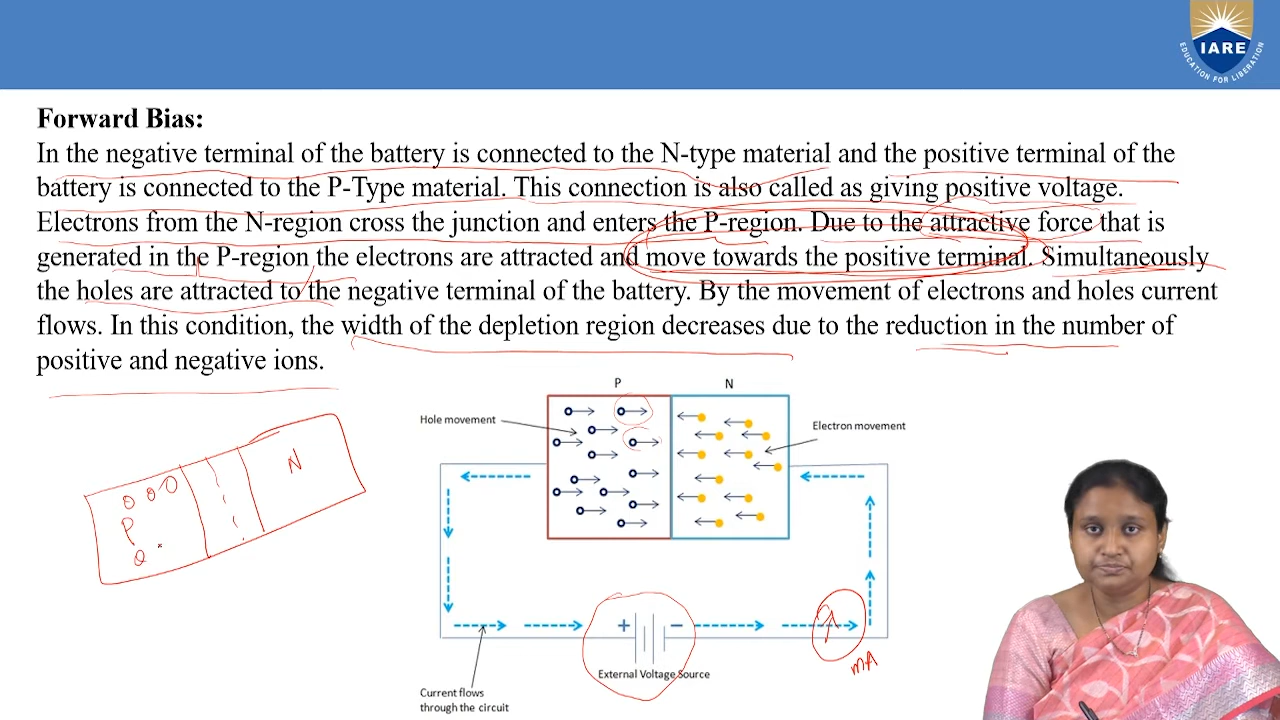 IARE
EDUCATION FOR LIBERATION
Forward Bias:
In the negative terminal of the battery is connected to the N-type material and the positive terminal of the
battery is connected to the P-Type material. This connection is also called as giving positive voltage.
Electrons from the N-region cross the junction and enters the P-region. Due to the attractive force that is
generated in the P-region the electrons are attracted and move towards the positive terminal. Simultaneously
the holes are attracted to the negative terminal of the battery. By the movement of electrons and holes current
flows. In this condition, the width of the depletion region decreases due to the reduction in the number of
positive and negative ions.
P N
Hole movement
Electron movement
N
P
+ −
mA
External Voltage Source
Current flows
through the circuit